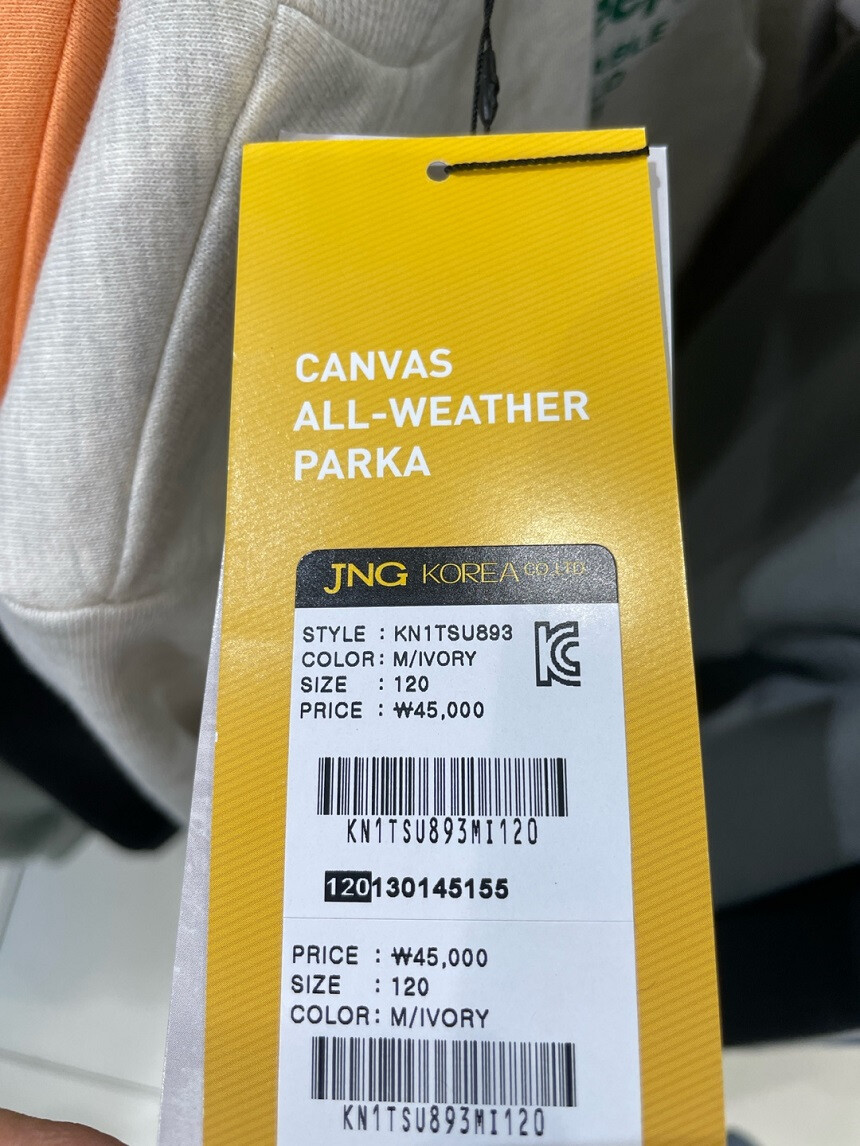 CANVAS
ALL-WEATHER
PARKA
JNG KOREA CO.,LTD.
STYLE : KN1TSU893
COLOR : M/IVORY
SIZE : 120
PRICE : ₩45,000
KN1TSU893MI120
120130145155
PRICE : ₩45,000
SIZE : 120
COLOR : M/IVORY
KN1TSU893MI120